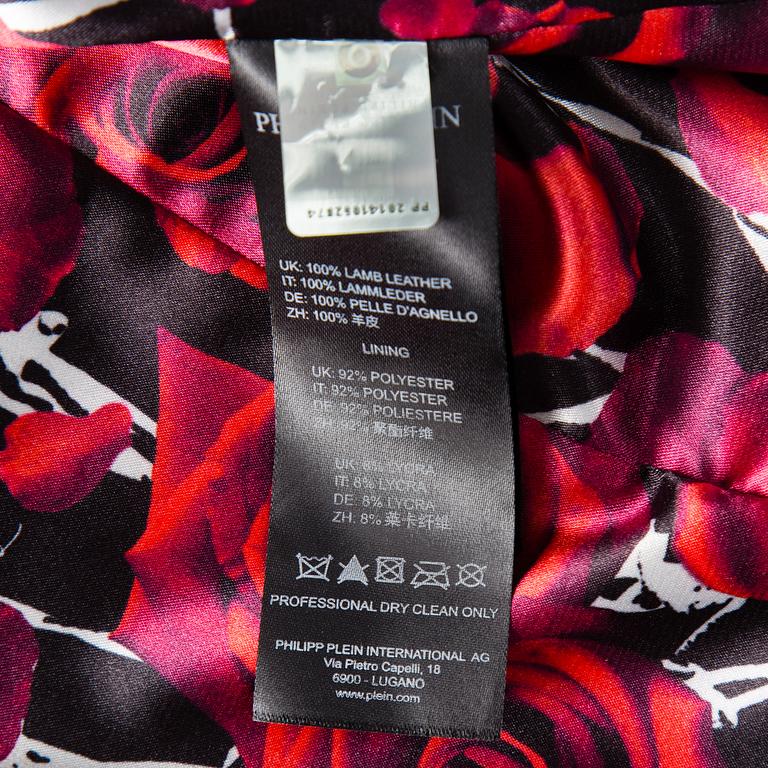 PP 20141052874
UK: 100% LAMB LEATHER
IT: 100% LAMMLEDER
DE: 100% PELLE D'AGNELLO
ZH: 100% 羊皮
LINING
UK: 92% POLYESTER
IT: 92% POLYESTER
DE: 92% POLIESTERE
ZH: 92% 聚酯纤维
UK: 8% LYCRA
IT: 8% LYCRA
DE: 8% LYCRA
ZH: 8% 莱卡纤维
PROFESSIONAL DRY CLEAN ONLY
PHILIPP PLEIN INTERNATIONAL AG
Via Pietro Capelli, 18
6900 - LUGANO
www.plein.com